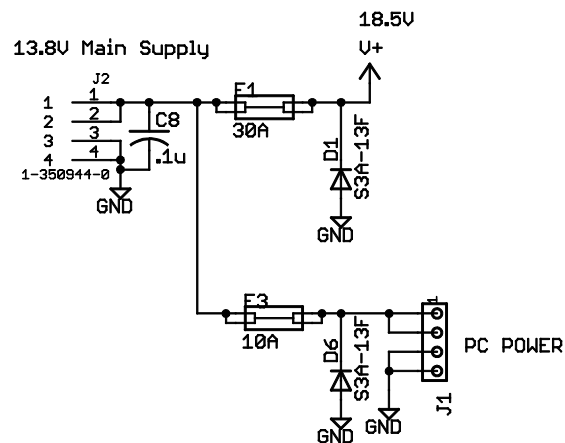 18.5V
13.8V Main Supply
V+
J2
1
1
2
2
3
3
4
4
1-350944-0
C8
.1u
GND
F1
30A
D1
S3A-13F
GND
F3
10A
D6
S3A-13F
GND
1
PC POWER
J1
GND